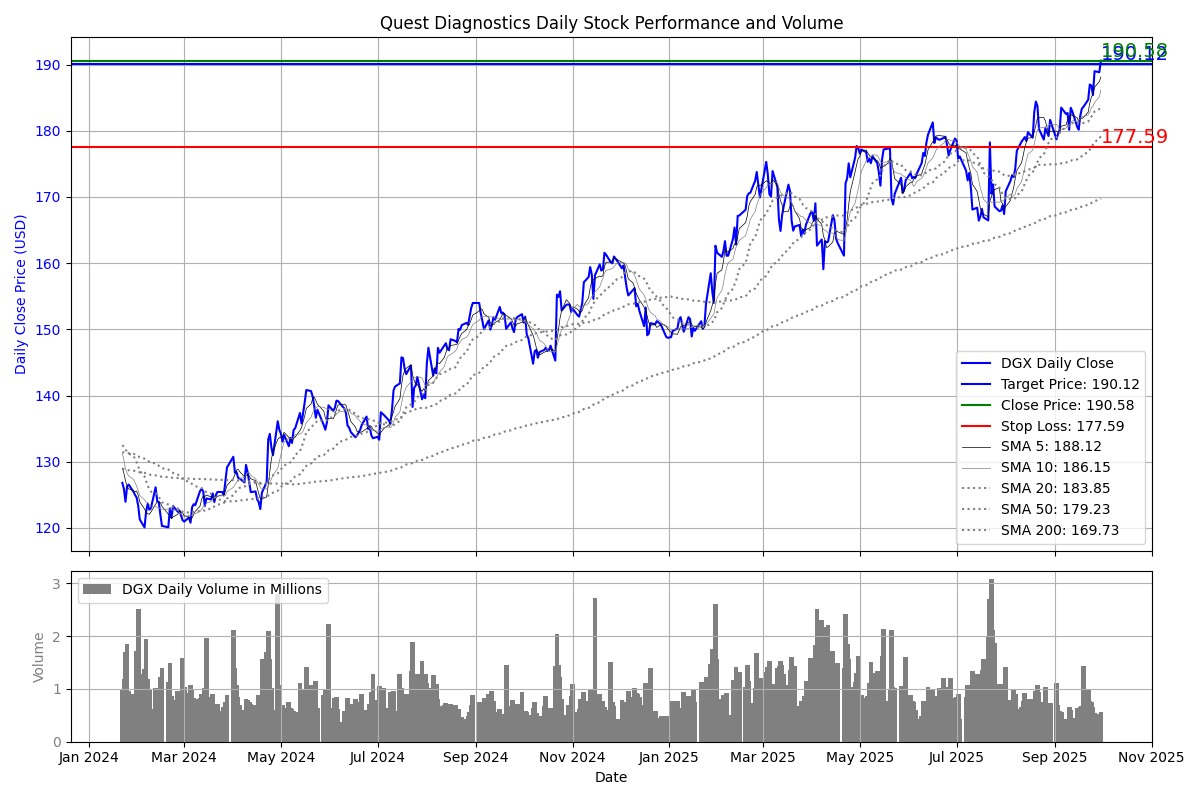 Quest Diagnostics Daily Stock Performance and Volume
190.58
190.12
190
180
177.59
170
160
150
140
130
120
Daily Close Price (USD)
DGX Daily Close
Target Price: 190.12
Close Price: 190.58
Stop Loss: 177.59
SMA 5: 188.12
SMA 10: 186.15
SMA 20: 183.85
SMA 50: 179.23
SMA 200: 169.73
3
2
1
0
Volume
DGX Daily Volume in Millions
Jan 2024 Mar 2024 May 2024 Jul 2024 Sep 2024 Nov 2024 Jan 2025 Mar 2025 May 2025 Jul 2025 Sep 2025 Nov 2025
Date